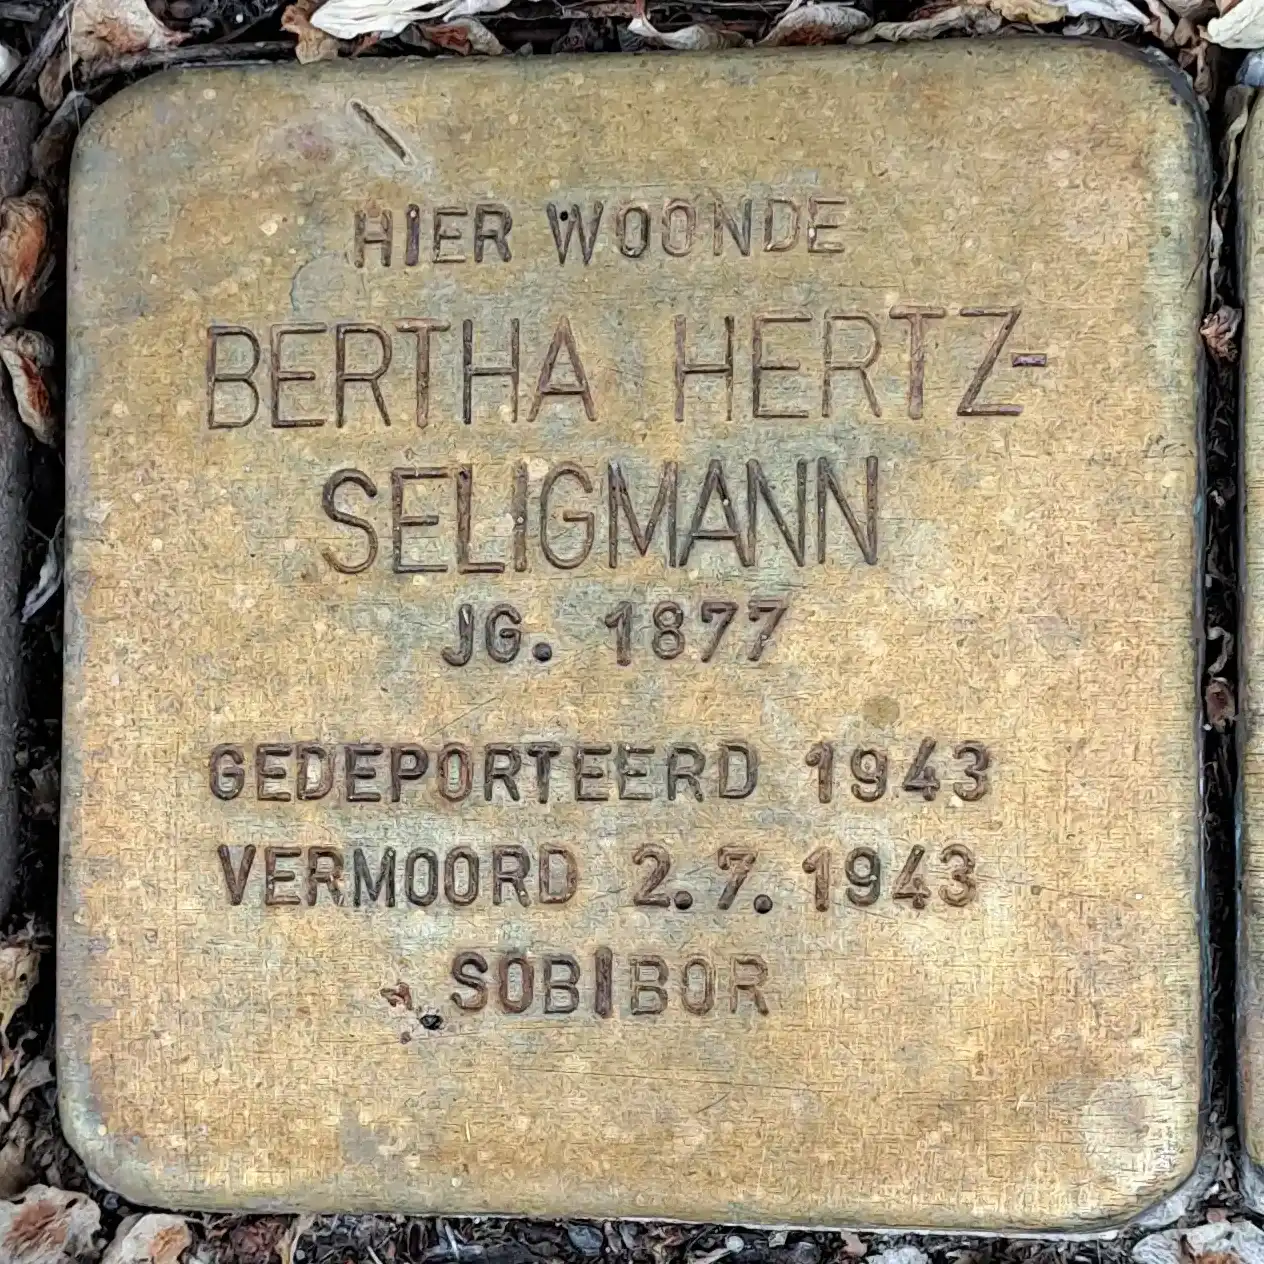 HIER WOONDE
BERTHA HERTZ-
SELIGMANN
JG. 1877
GEDEPORTEERD 1943
VERMOORD 2.7.1943
SOBIBOR